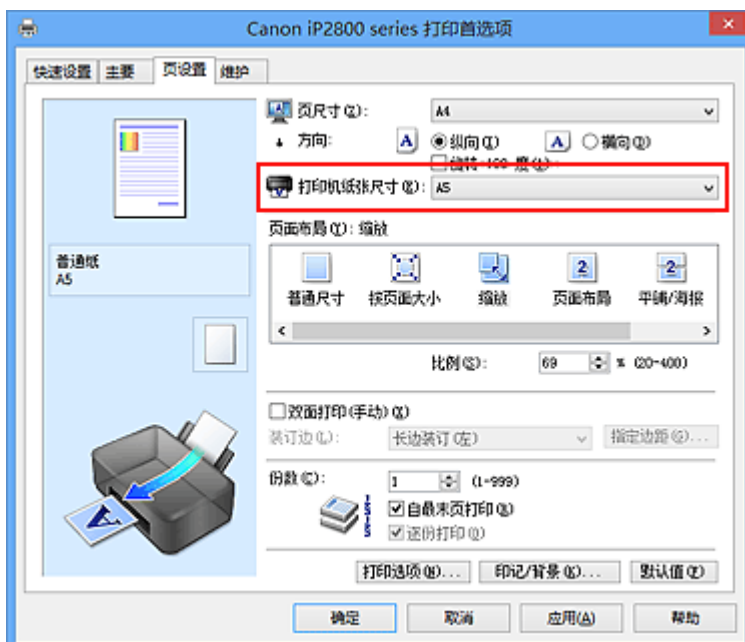 Canon iP2800 series 打印首选项
快速设置 主要 页设置 维护
页尺寸(Z): A4
方向: A 纵向(T) A 横向(O)
旋转 180 度(L)
打印机纸张尺寸(R): A5
页面布局(Y): 缩放
普通纸
A5
普通尺寸 按页面大小 缩放 页面布局 平铺/海报
比例(S): 69 % (20-400)
双面打印(手动)(X)
装订边(L): 长边装订(左) 指定边距(G)...
份数(C): 1 (1-999)
自最末页打印(B)
逐份打印(O)
打印选项(N)... 印记/背景(K)... 默认值(F)
确定 取消 应用(A) 帮助